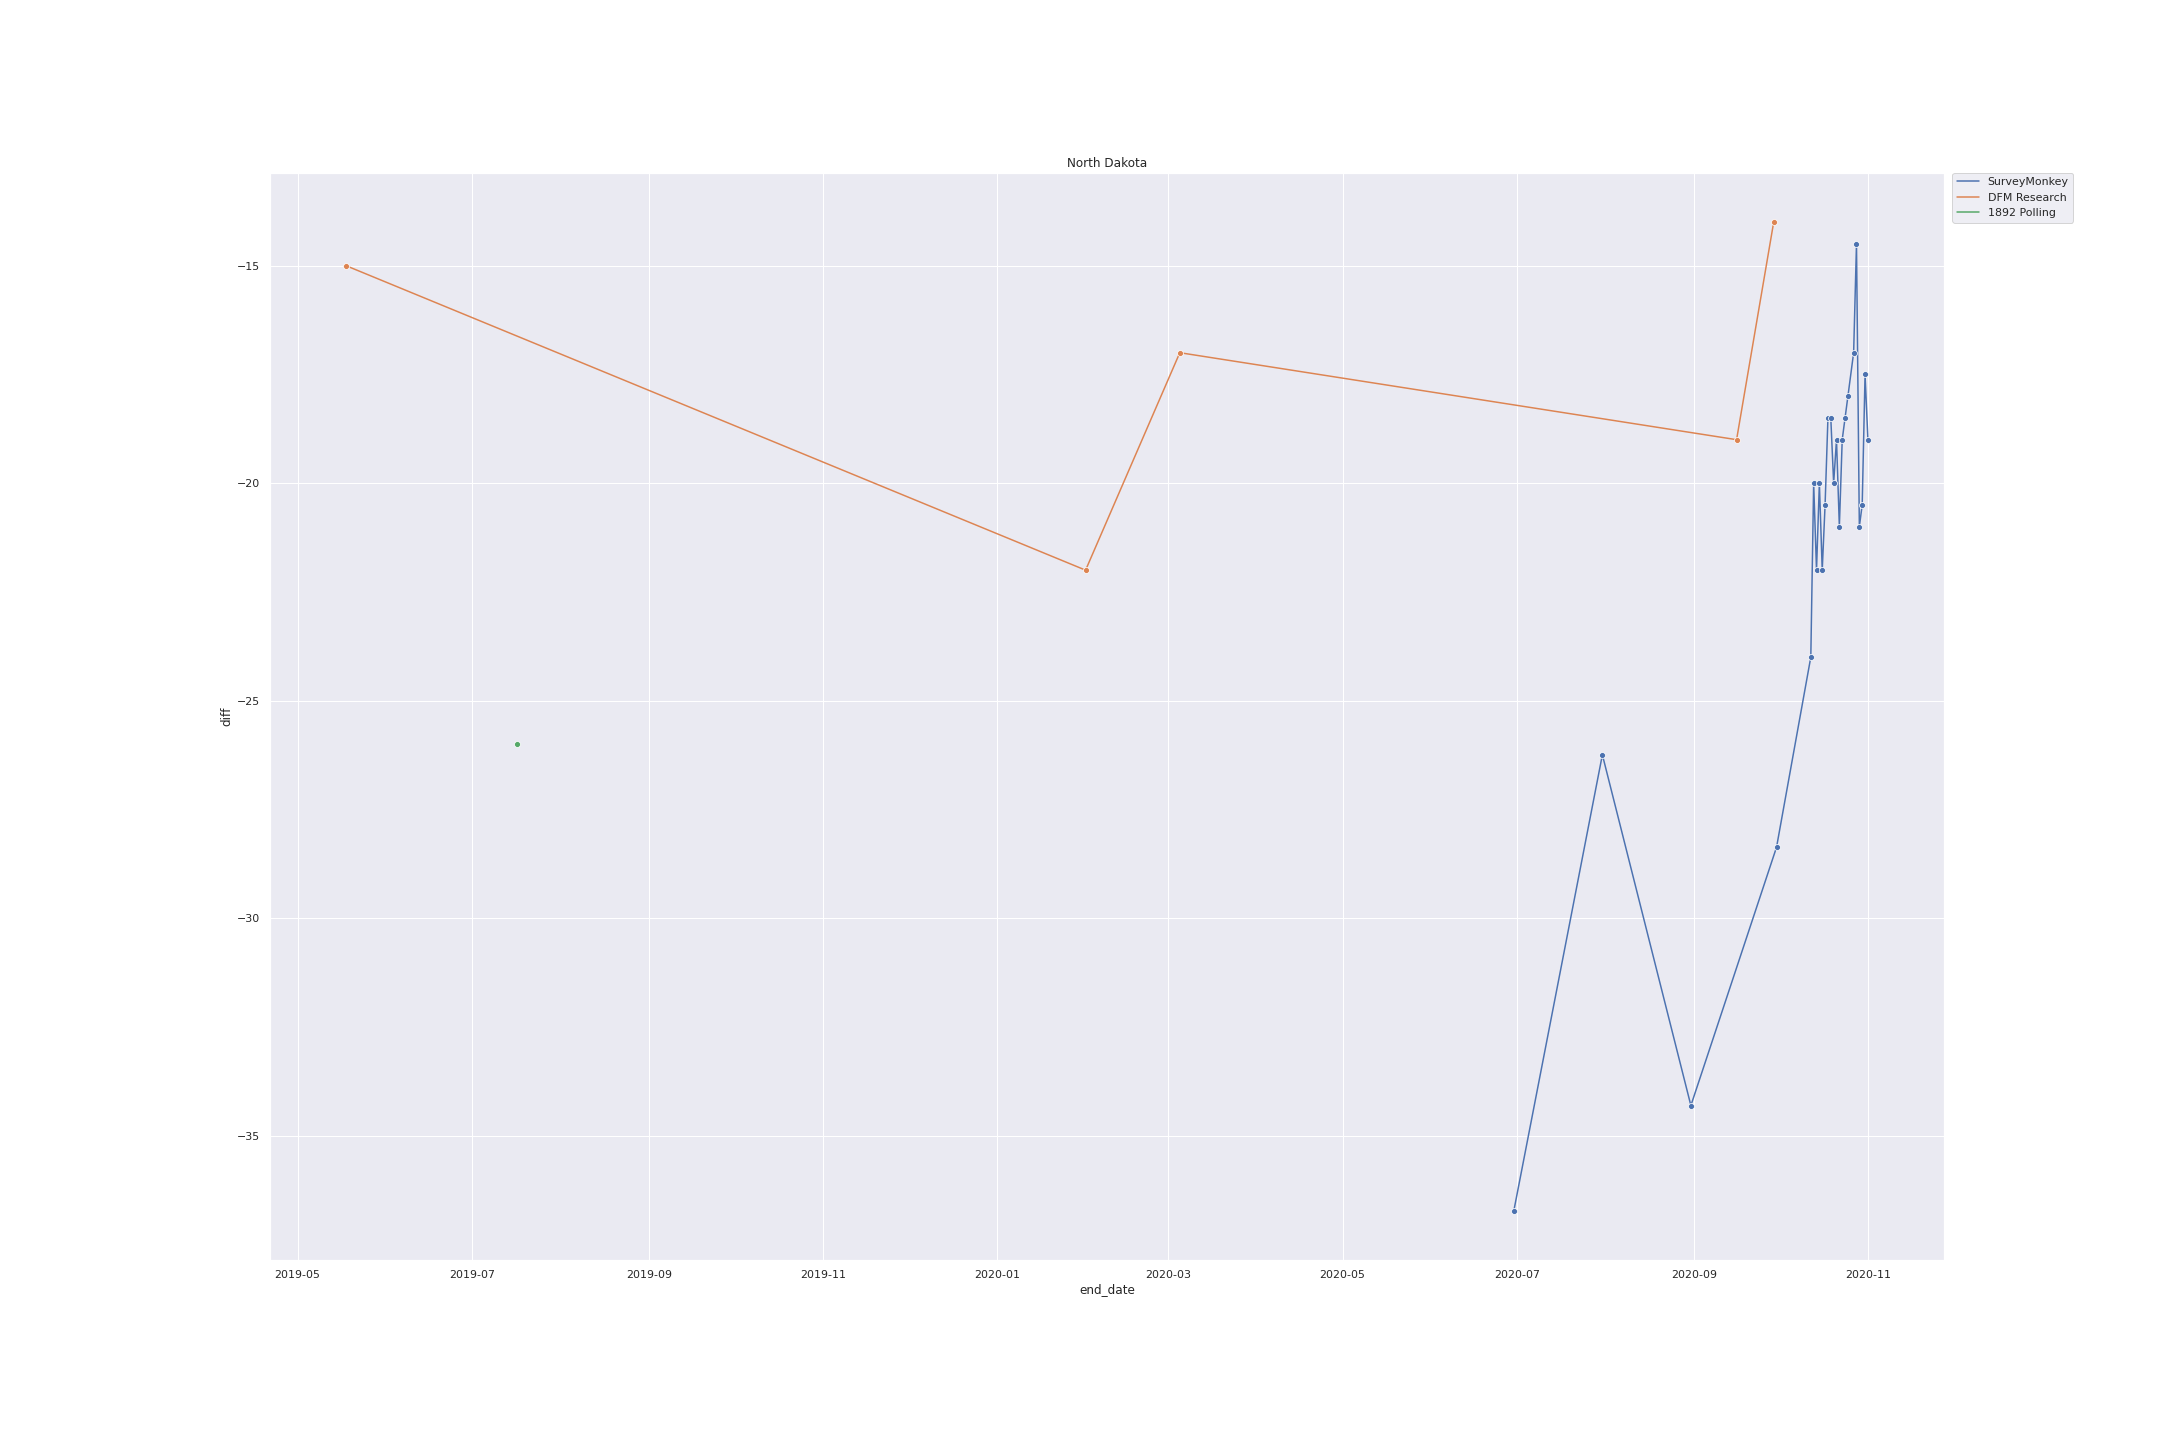 North Dakota
SurveyMonkey
DFM Research
1892 Polling
diff
−15
−20
−25
−30
−35
2019-05 2019-07 2019-09 2019-11 2020-01 2020-03 2020-05 2020-07 2020-09 2020-11
end_date